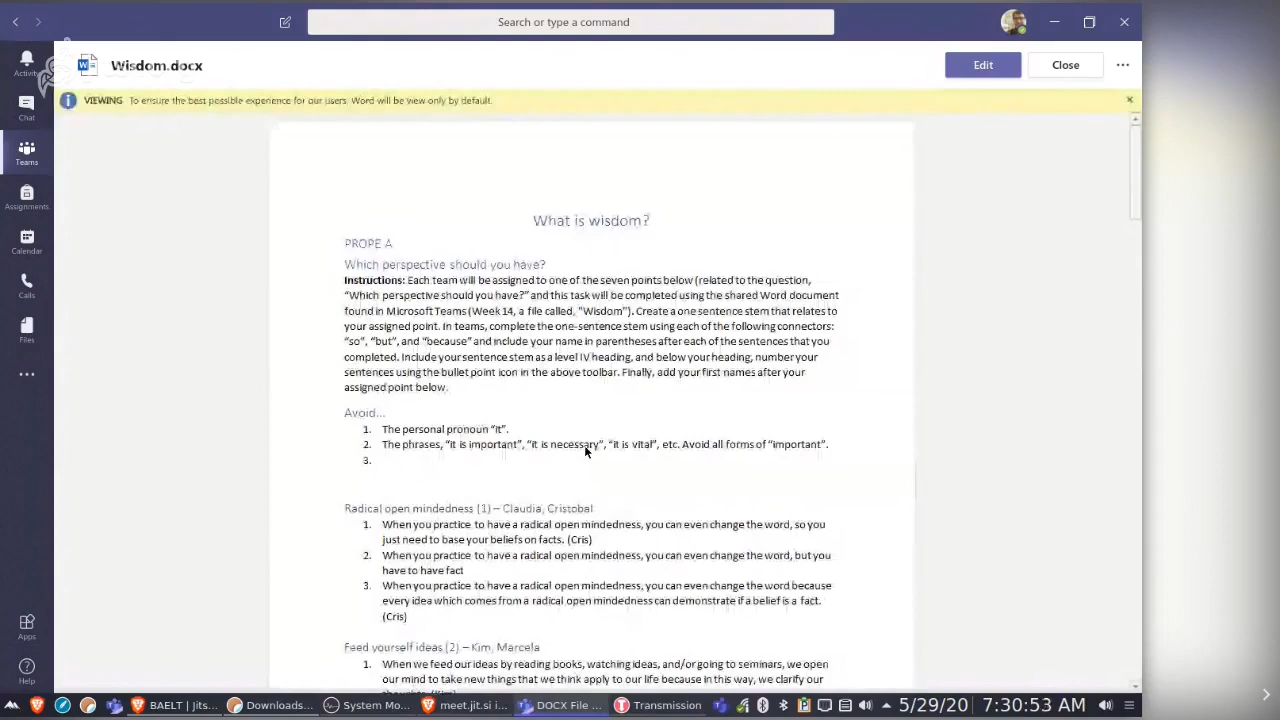 Search or type a command
Activity
Wisdom.docx
Edit
Close
VIEWING To ensure the best possible experience for our users. Word will be view only by default.
Chat
Teams
Assignments
Calendar
Calls
Files
Apps
Help
What is wisdom?
PROPE A
Which perspective should you have?
Instructions: Each team will be assigned to one of the seven points below (related to the question,
"Which perspective should you have?" and this task will be completed using the shared Word document
found in Microsoft Teams (Week 14, a file called, "Wisdom"). Create a one sentence stem that relates to
your assigned point. In teams, complete the one-sentence stem using each of the following connectors:
"so", "but", and "because" and include your name in parentheses after each of the sentences that you
completed. Include your sentence stem as a level IV heading, and below your heading, number your
sentences using the bullet point icon in the above toolbar. Finally, add your first names after your
assigned point below.
Avoid...
1. The personal pronoun "it".
2. The phrases, "it is important", "it is necessary", "it is vital", etc. Avoid all forms of "important".
3.
Radical open mindedness (1) – Claudia, Cristobal
1. When you practice to have a radical open mindedness, you can even change the word, so you
just need to base your beliefs on facts. (Cris)
2. When you practice to have a radical open mindedness, you can even change the word, but you
have to have fact
3. When you practice to have a radical open mindedness, you can even change the word because
every idea which comes from a radical open mindedness can demonstrate if a belief is a fact.
(Cris)
Feed yourself ideas (2) – Kim, Marcela
1. When we feed our ideas by reading books, watching ideas, and/or going to seminars, we open
our mind to take new things that we think apply to our life because in this way, we clarify our
BAELT | Jits...
Downloads...
System Mo...
meet.jit.si i...
DOCX File ...
Transmission
5/29/20 7:30:53 AM